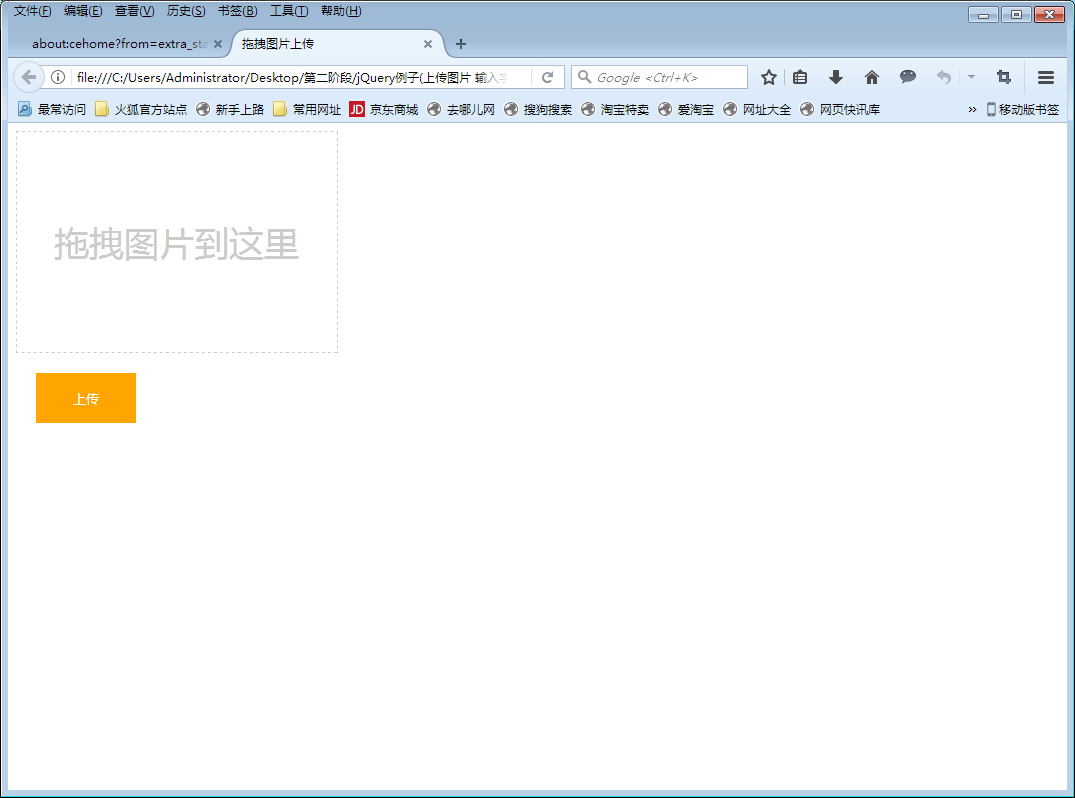 文件(F) 编辑(E) 查看(V) 历史(S) 书签(B) 工具(T) 帮助(H)
about:cehome?from=extra_sta 拖拽图片上传
file:///C:/Users/Administrator/Desktop/第二阶段/jQuery例子(上传图片 输入字 Google <Ctrl+K>
最常访问 火狐官方站点 新手上路 常用网址 JD 京东商城 去哪儿网 搜狗搜索 淘宝特卖 爱淘宝 网址大全 网页快讯库 » 移动版书签
拖拽图片到这里
上传